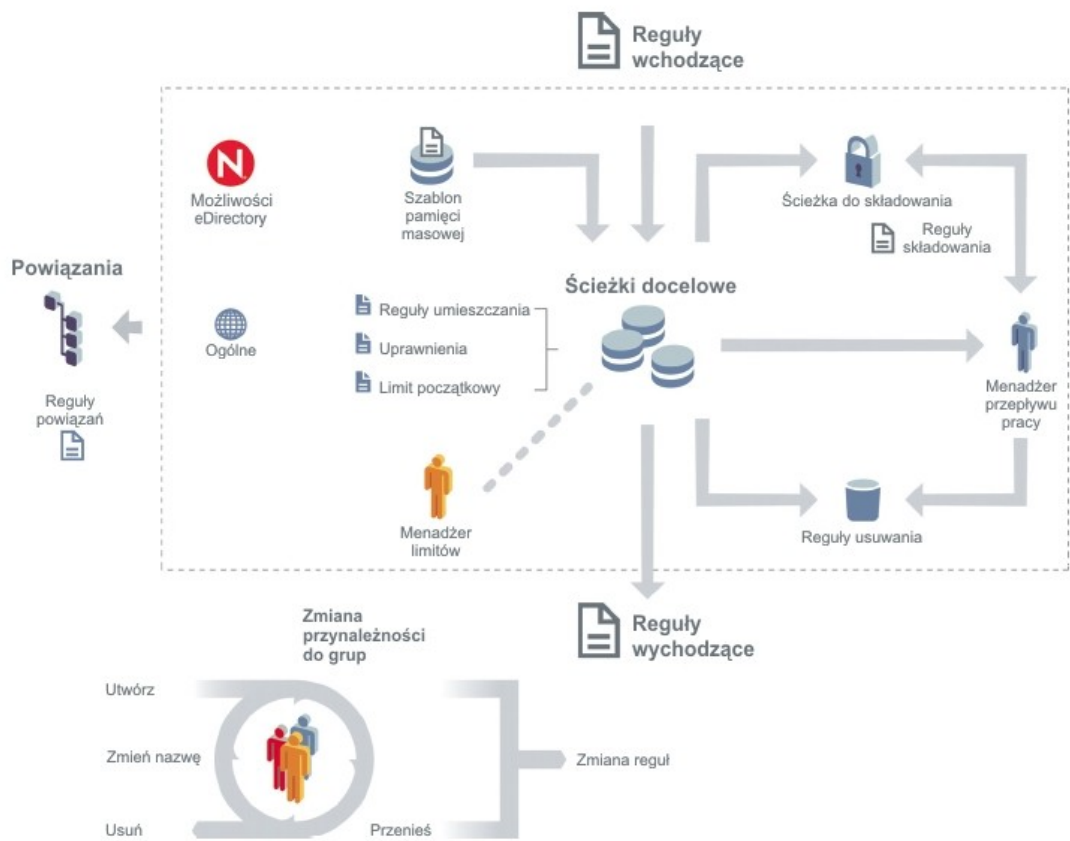 Reguły
wchodzące
N
Możliwości
eDirectory
Szablon
pamięci
masowej
Ścieżka do składowania
Reguły
składowania
Powiązania
Ścieżki docelowe
Reguły umieszczania
Ogólne
Uprawnienia
Limit początkowy
Menadżer
przepływu
pracy
Reguły
powiązań
Menadżer
limitów
Reguły usuwania
Zmiana
przynależności
do grup
Reguły
wychodzące
Utwórz
Zmień nazwę
Zmiana reguł
Usuń
Przenieś